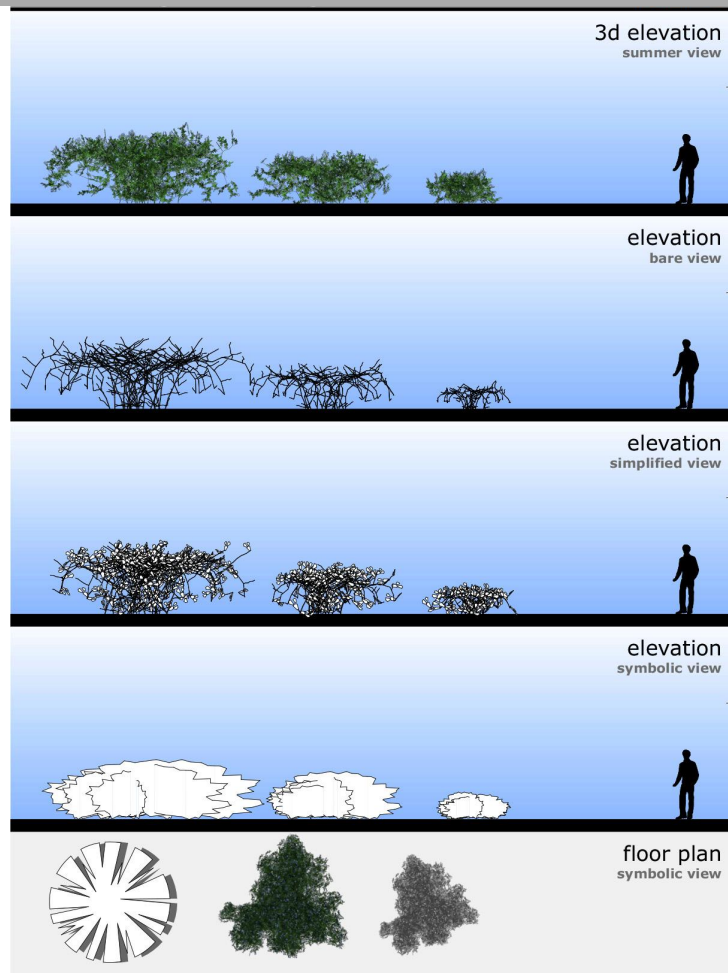 3d elevation
summer view
elevation
bare view
elevation
simplified view
elevation
symbolic view
floor plan
symbolic view